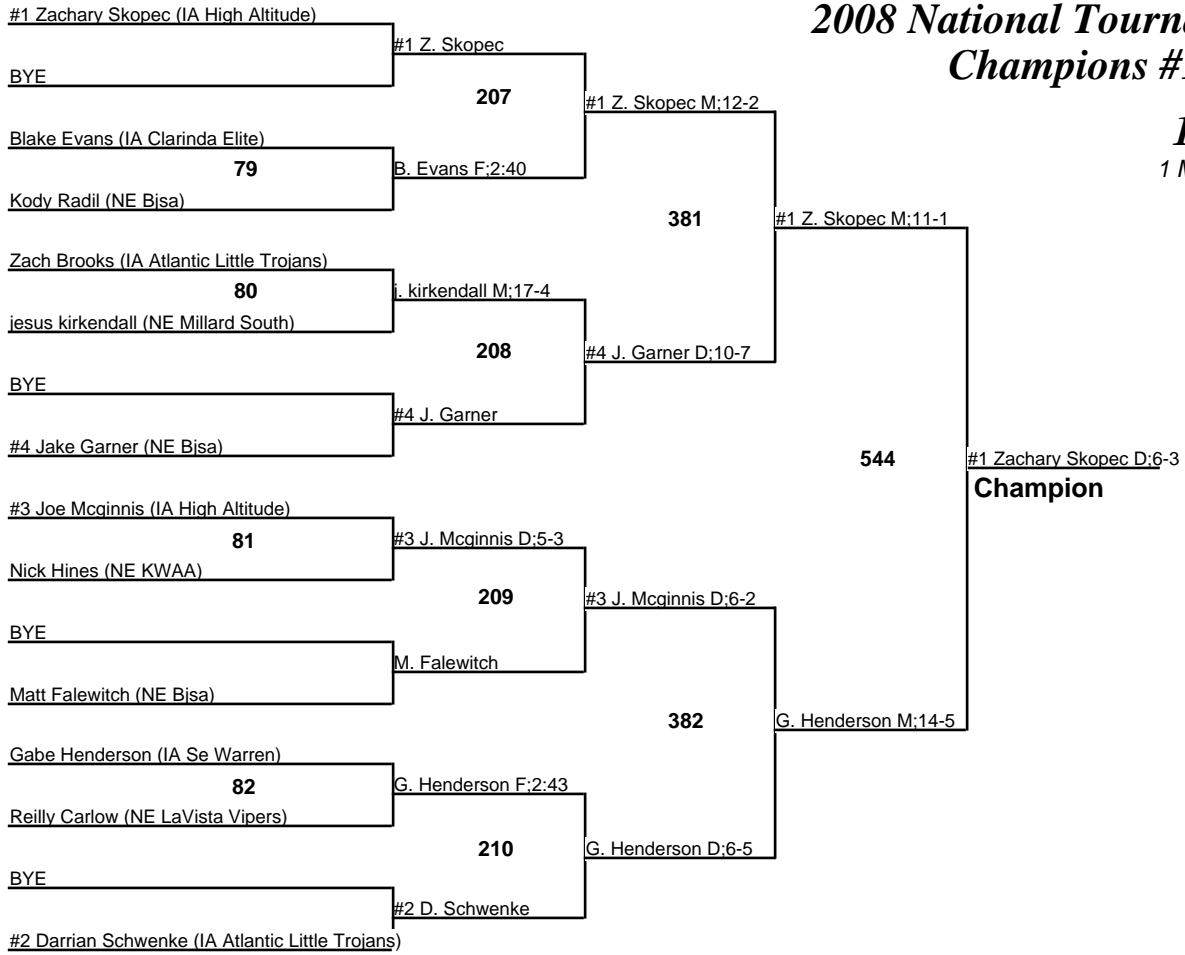 #1 Zachary Skopec (IA High Altitude)
2008 National Tourna
#1 Z. Skopec
Champions #
BYE
207
#1 Z. Skopec M;12-2
Blake Evans (IA Clarinda Elite)
79
B. Evans F;2:40
1 M
Kody Radil (NE Bjsa)
381
#1 Z. Skopec M;11-1
Zach Brooks (IA Atlantic Little Trojans)
80
j. kirkendall M;17-4
jesus kirkendall (NE Millard South)
208
#4 J. Garner D;10-7
BYE
#4 J. Garner
#4 Jake Garner (NE Bjsa)
544
#1 Zachary Skopec D;6-3
Champion
#3 Joe Mcginnis (IA High Altitude)
81
#3 J. Mcginnis D;5-3
Nick Hines (NE KWAA)
209
#3 J. Mcginnis D;6-2
BYE
M. Falewitch
Matt Falewitch (NE Bjsa)
382
G. Henderson M;14-5
Gabe Henderson (IA Se Warren)
82
G. Henderson F;2:43
Reilly Carlow (NE LaVista Vipers)
210
G. Henderson D;6-5
BYE
#2 D. Schwenke
#2 Darrian Schwenke (IA Atlantic Little Trojans)